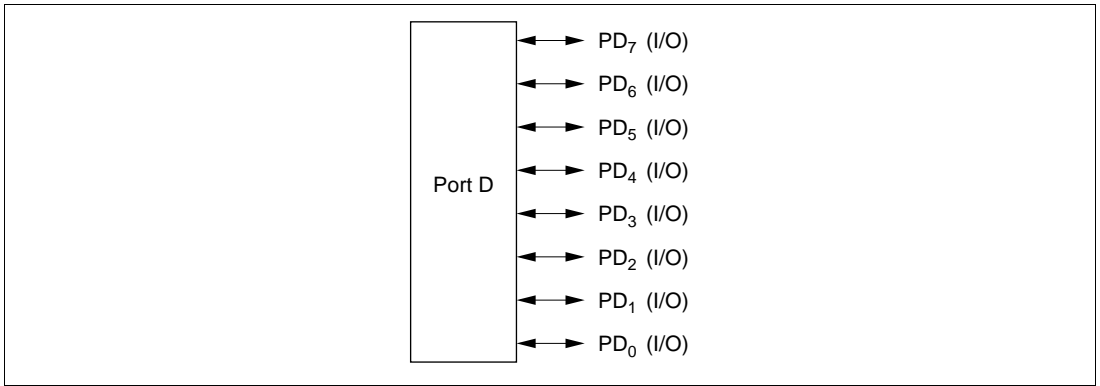 PD₇ (I/O)
PD₆ (I/O)
PD₅ (I/O)
PD₄ (I/O)
Port D
PD₃ (I/O)
PD₂ (I/O)
PD₁ (I/O)
PD₀ (I/O)